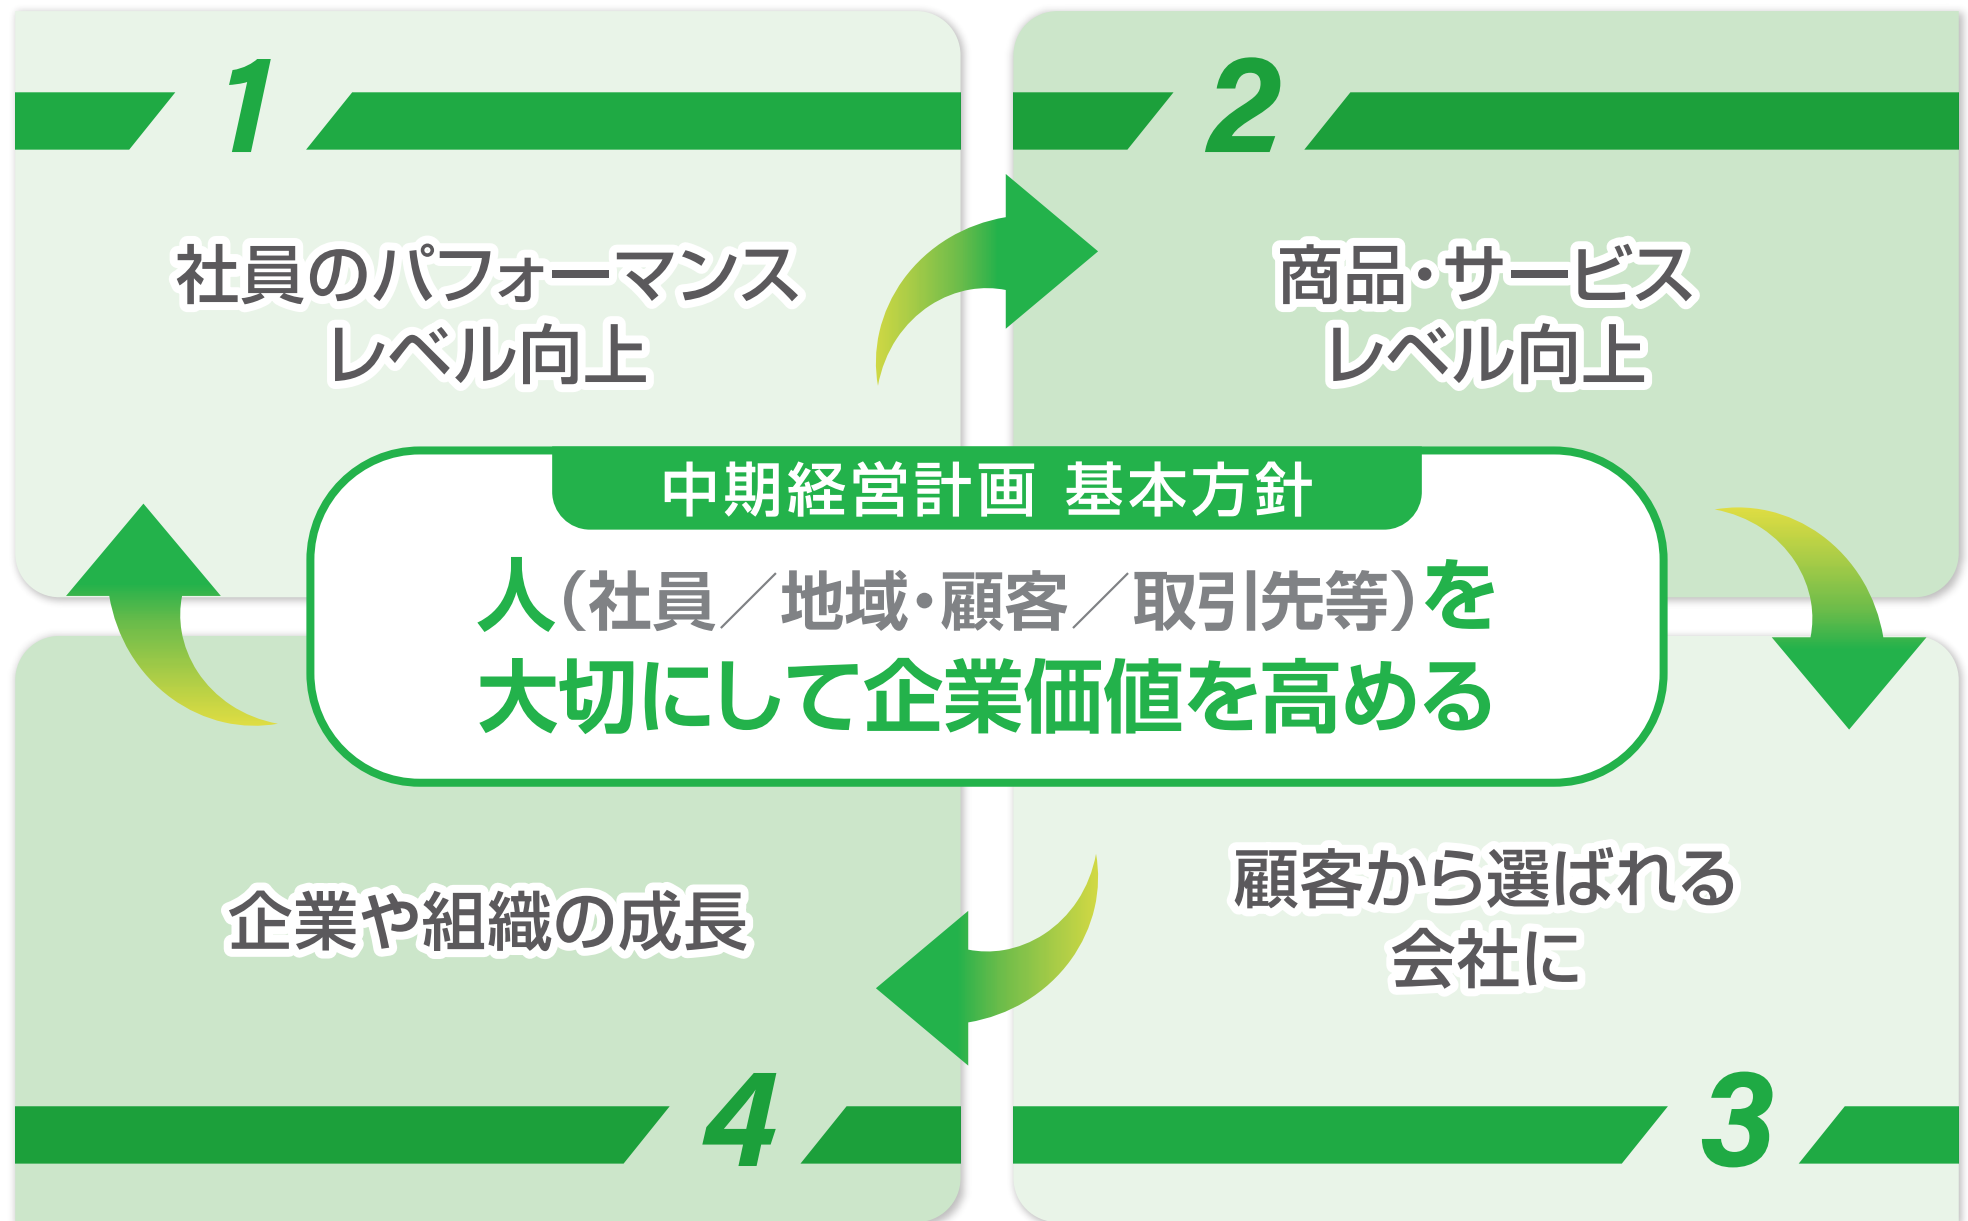 1
社員のパフォーマンス
レベル向上
2
商品・サービス
レベル向上
中期経営計画 基本方針
人（社員／地域・顧客／取引先等）を
大切にして企業価値を高める
顧客から選ばれる
会社に
3
企業や組織の成長
4